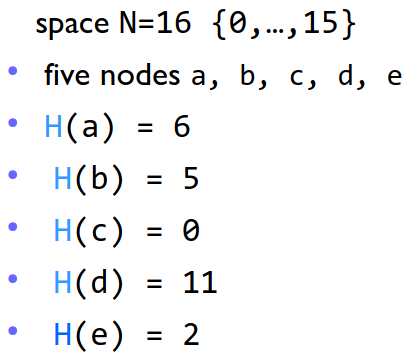 space N=16 {0,…,15}
• five nodes a, b, c, d, e
• H(a) = 6
• H(b) = 5
• H(c) = 0
• H(d) = 11
• H(e) = 2